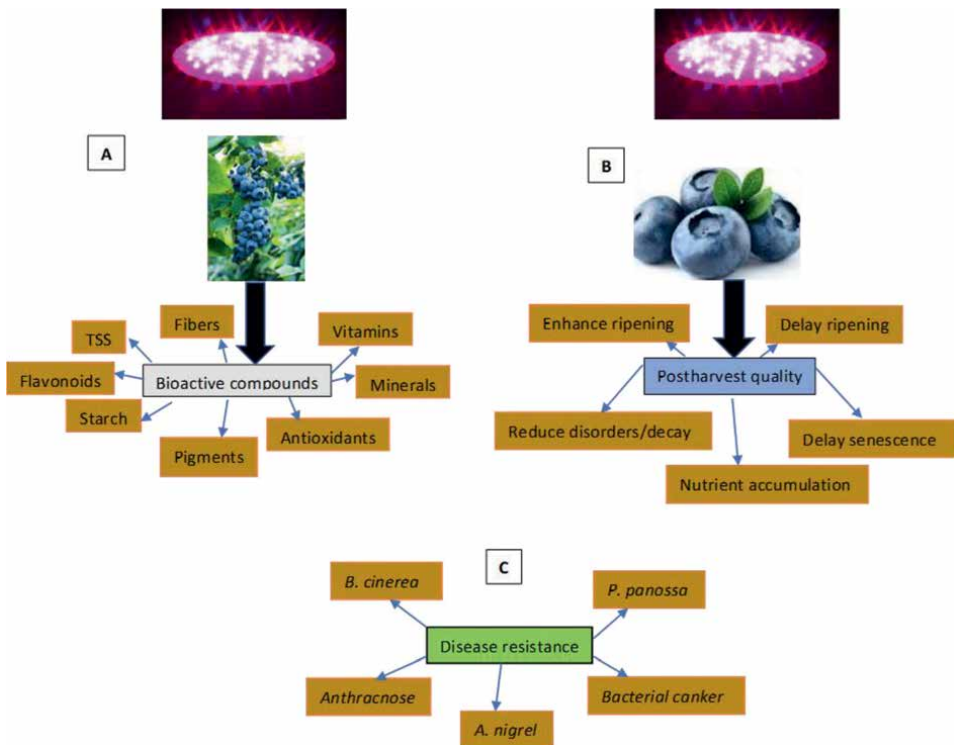 A
B
Fibers
Vitamins
TSS
Bioactive compounds
Flavonoids
Minerals
Starch
Antioxidants
Pigments
Enhance ripening
Delay ripening
Postharvest quality
Reduce disorders/decay
Delay senescence
Nutrient accumulation
C
B. cinerea
P. panossa
Disease resistance
Anthracnose
Bacterial canker
A. nigrel